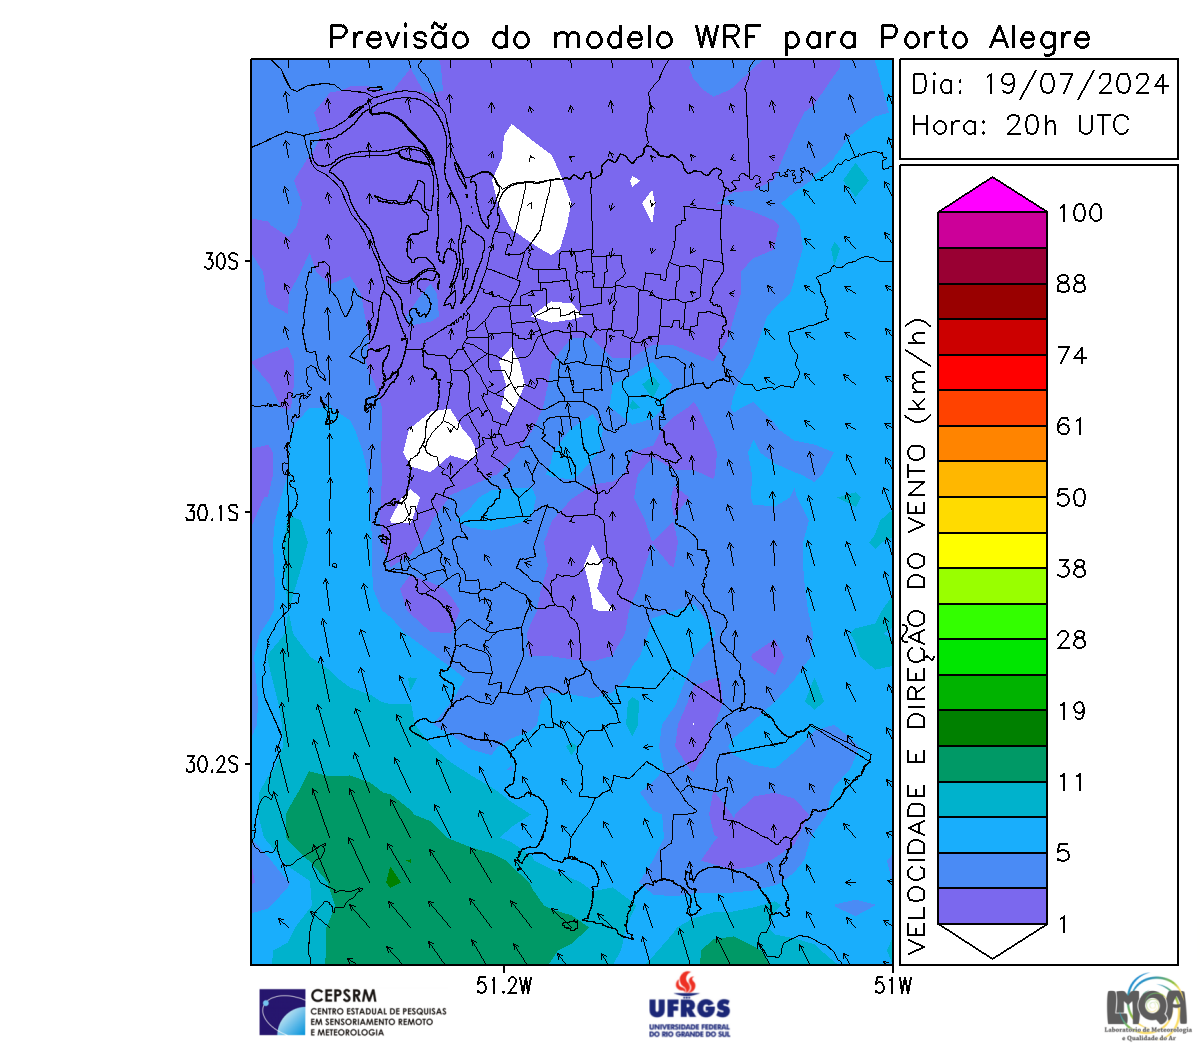 Previsão do modelo WRF para Porto Alegre
Dia: 19/07/2024
Hora: 20h UTC
30S
30.1S
30.2S
51.2W
51W
VELOCIDADE E DIREÇÃO DO VENTO (km/h)
100
88
74
61
50
38
28
19
11
5
1
CEPSRM
CENTRO ESTADUAL DE PESQUISAS
EM SENSORIAMENTO REMOTO
E METEOROLOGIA
UFRGS
UNIVERSIDADE FEDERAL
DO RIO GRANDE DO SUL
LMQA
Laboratório de Meteorologia
e Qualidade do Ar